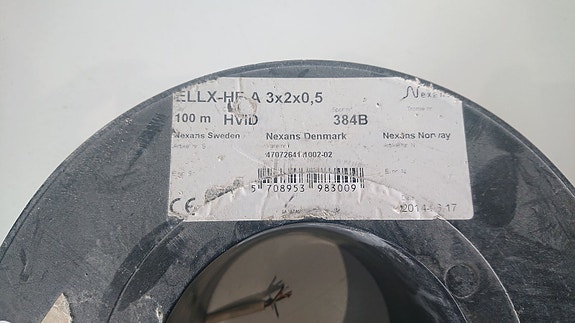 ELLX-HF A 3x2x0,5
100 m HVID 384B
Nexans Sweden Nexans Denmark Nexans Norway
47072641 1002-02
5 708953 983009
CE